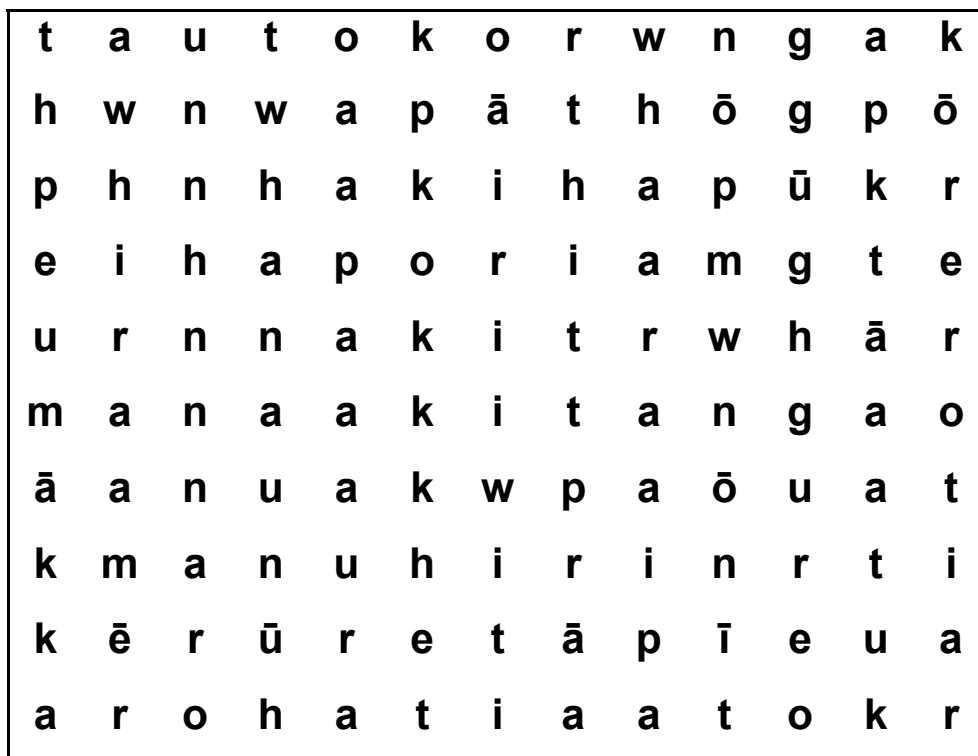 t a u t o k o r w n g a k
h w n w a p ā t h ō g p ō
p h n h a k i h a p ū k r
e i h a p o r i a m g t e
u r n n a k i t r w h ā r
m a n a a k i t a n g a o
ā a n u a k w p a ō u a t
k m a n u h i r i n r t i
k ē r ū r e t ā p ī e u a
a r o h a t i a a t o k r